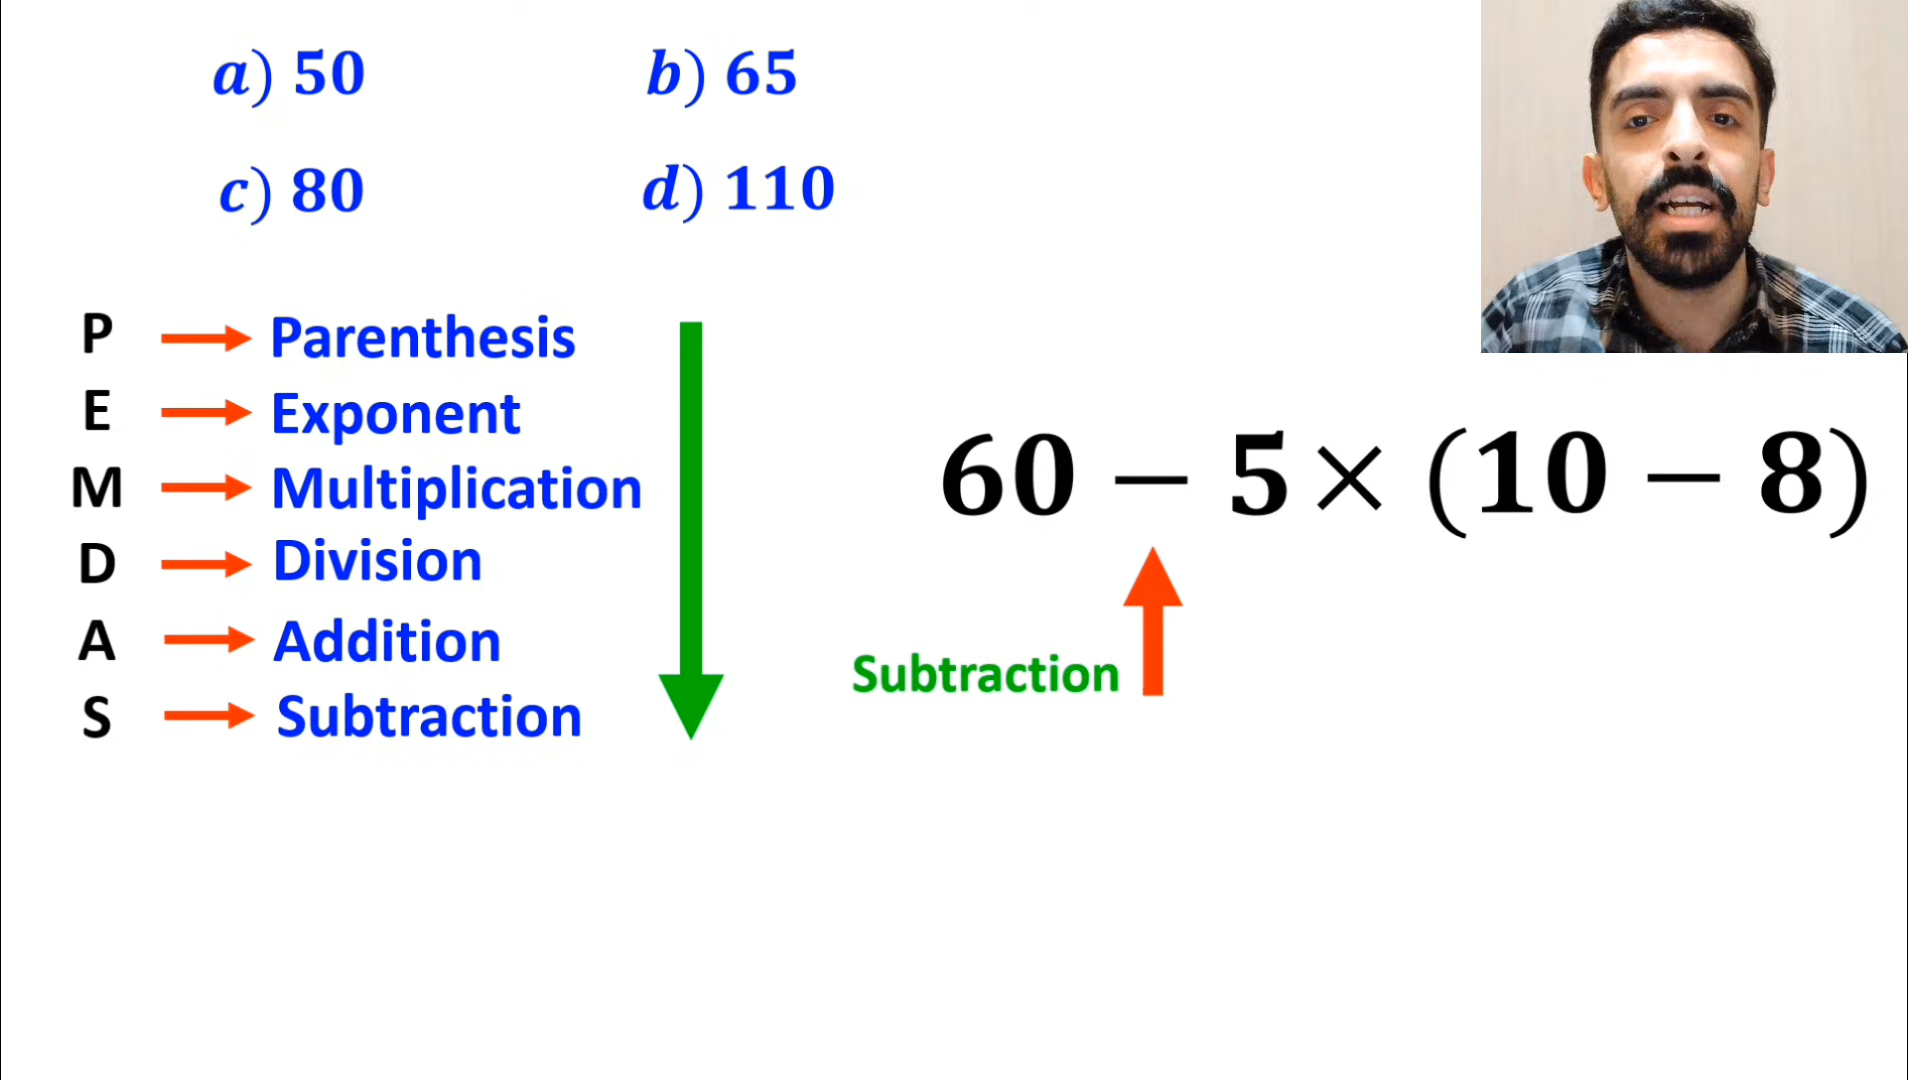 a) 50 b) 65
c) 80 d) 110
P Parenthesis
E Exponent
M Multiplication
D Division
A Addition
S Subtraction
60 − 5 × (10 − 8)
Subtraction